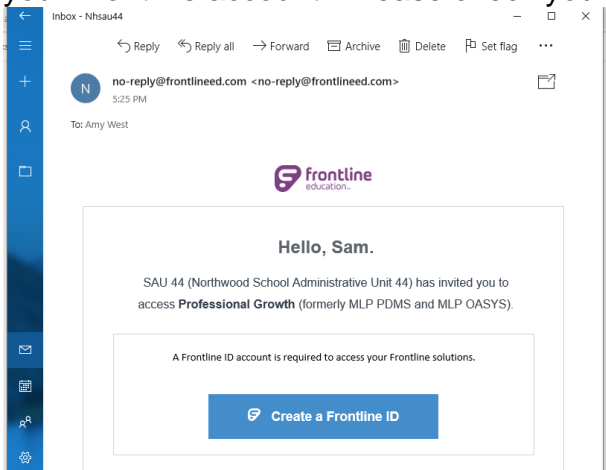 Inbox - Nhsau44
Reply Reply all Forward Archive Delete Set flag ...
N
no-reply@frontlineed.com <no-reply@frontlineed.com>
5:25 PM
To: Amy West
frontline
education™
Hello, Sam.
SAU 44 (Northwood School Administrative Unit 44) has invited you to
access Professional Growth (formerly MLP PDMS and MLP OASYS).
A Frontline ID account is required to access your Frontline solutions.
Create a Frontline ID